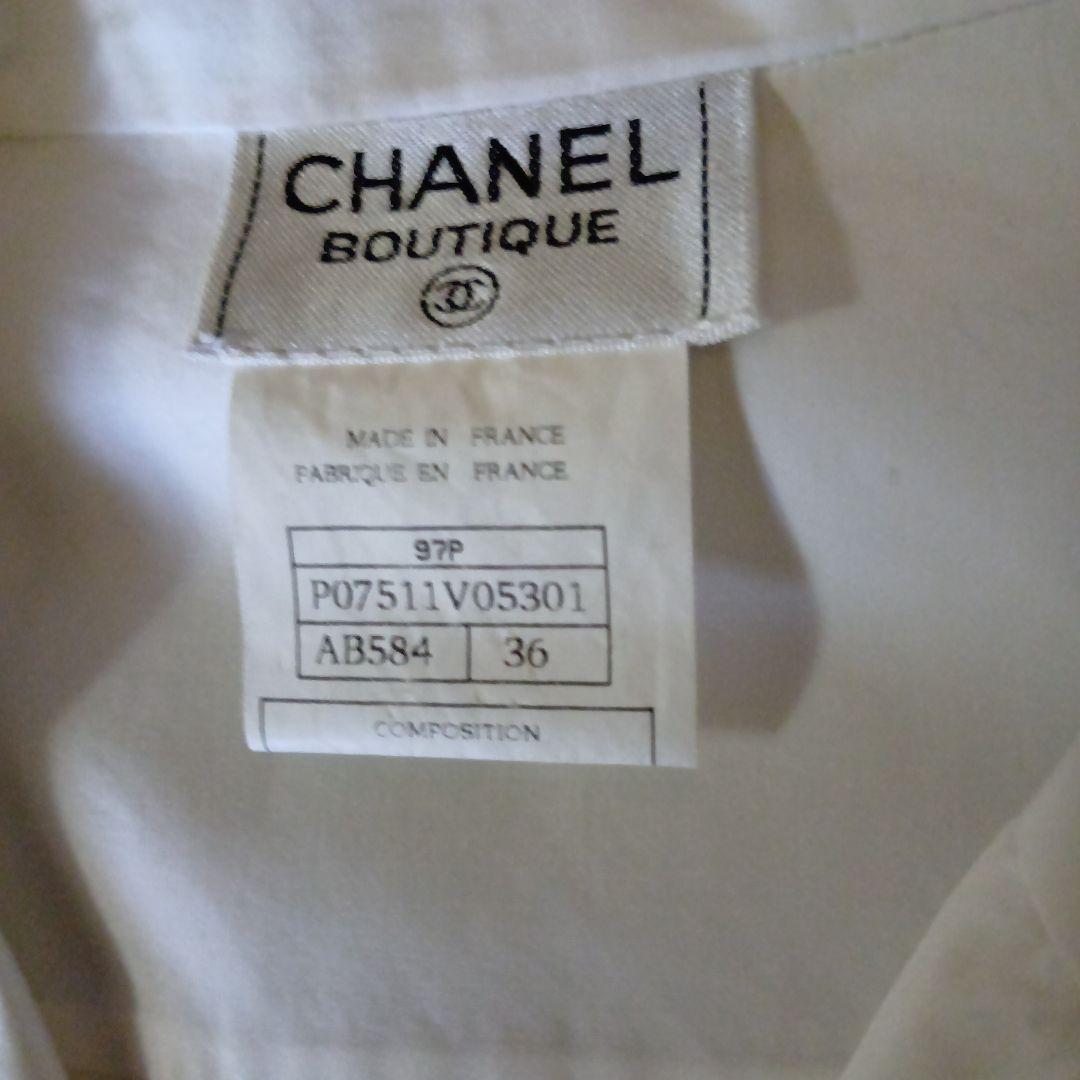 CHANEL
BOUTIQUE
MADE IN FRANCE
FABRIQUE EN FRANCE
97P
P07511V05301
AB584 36
COMPOSITION